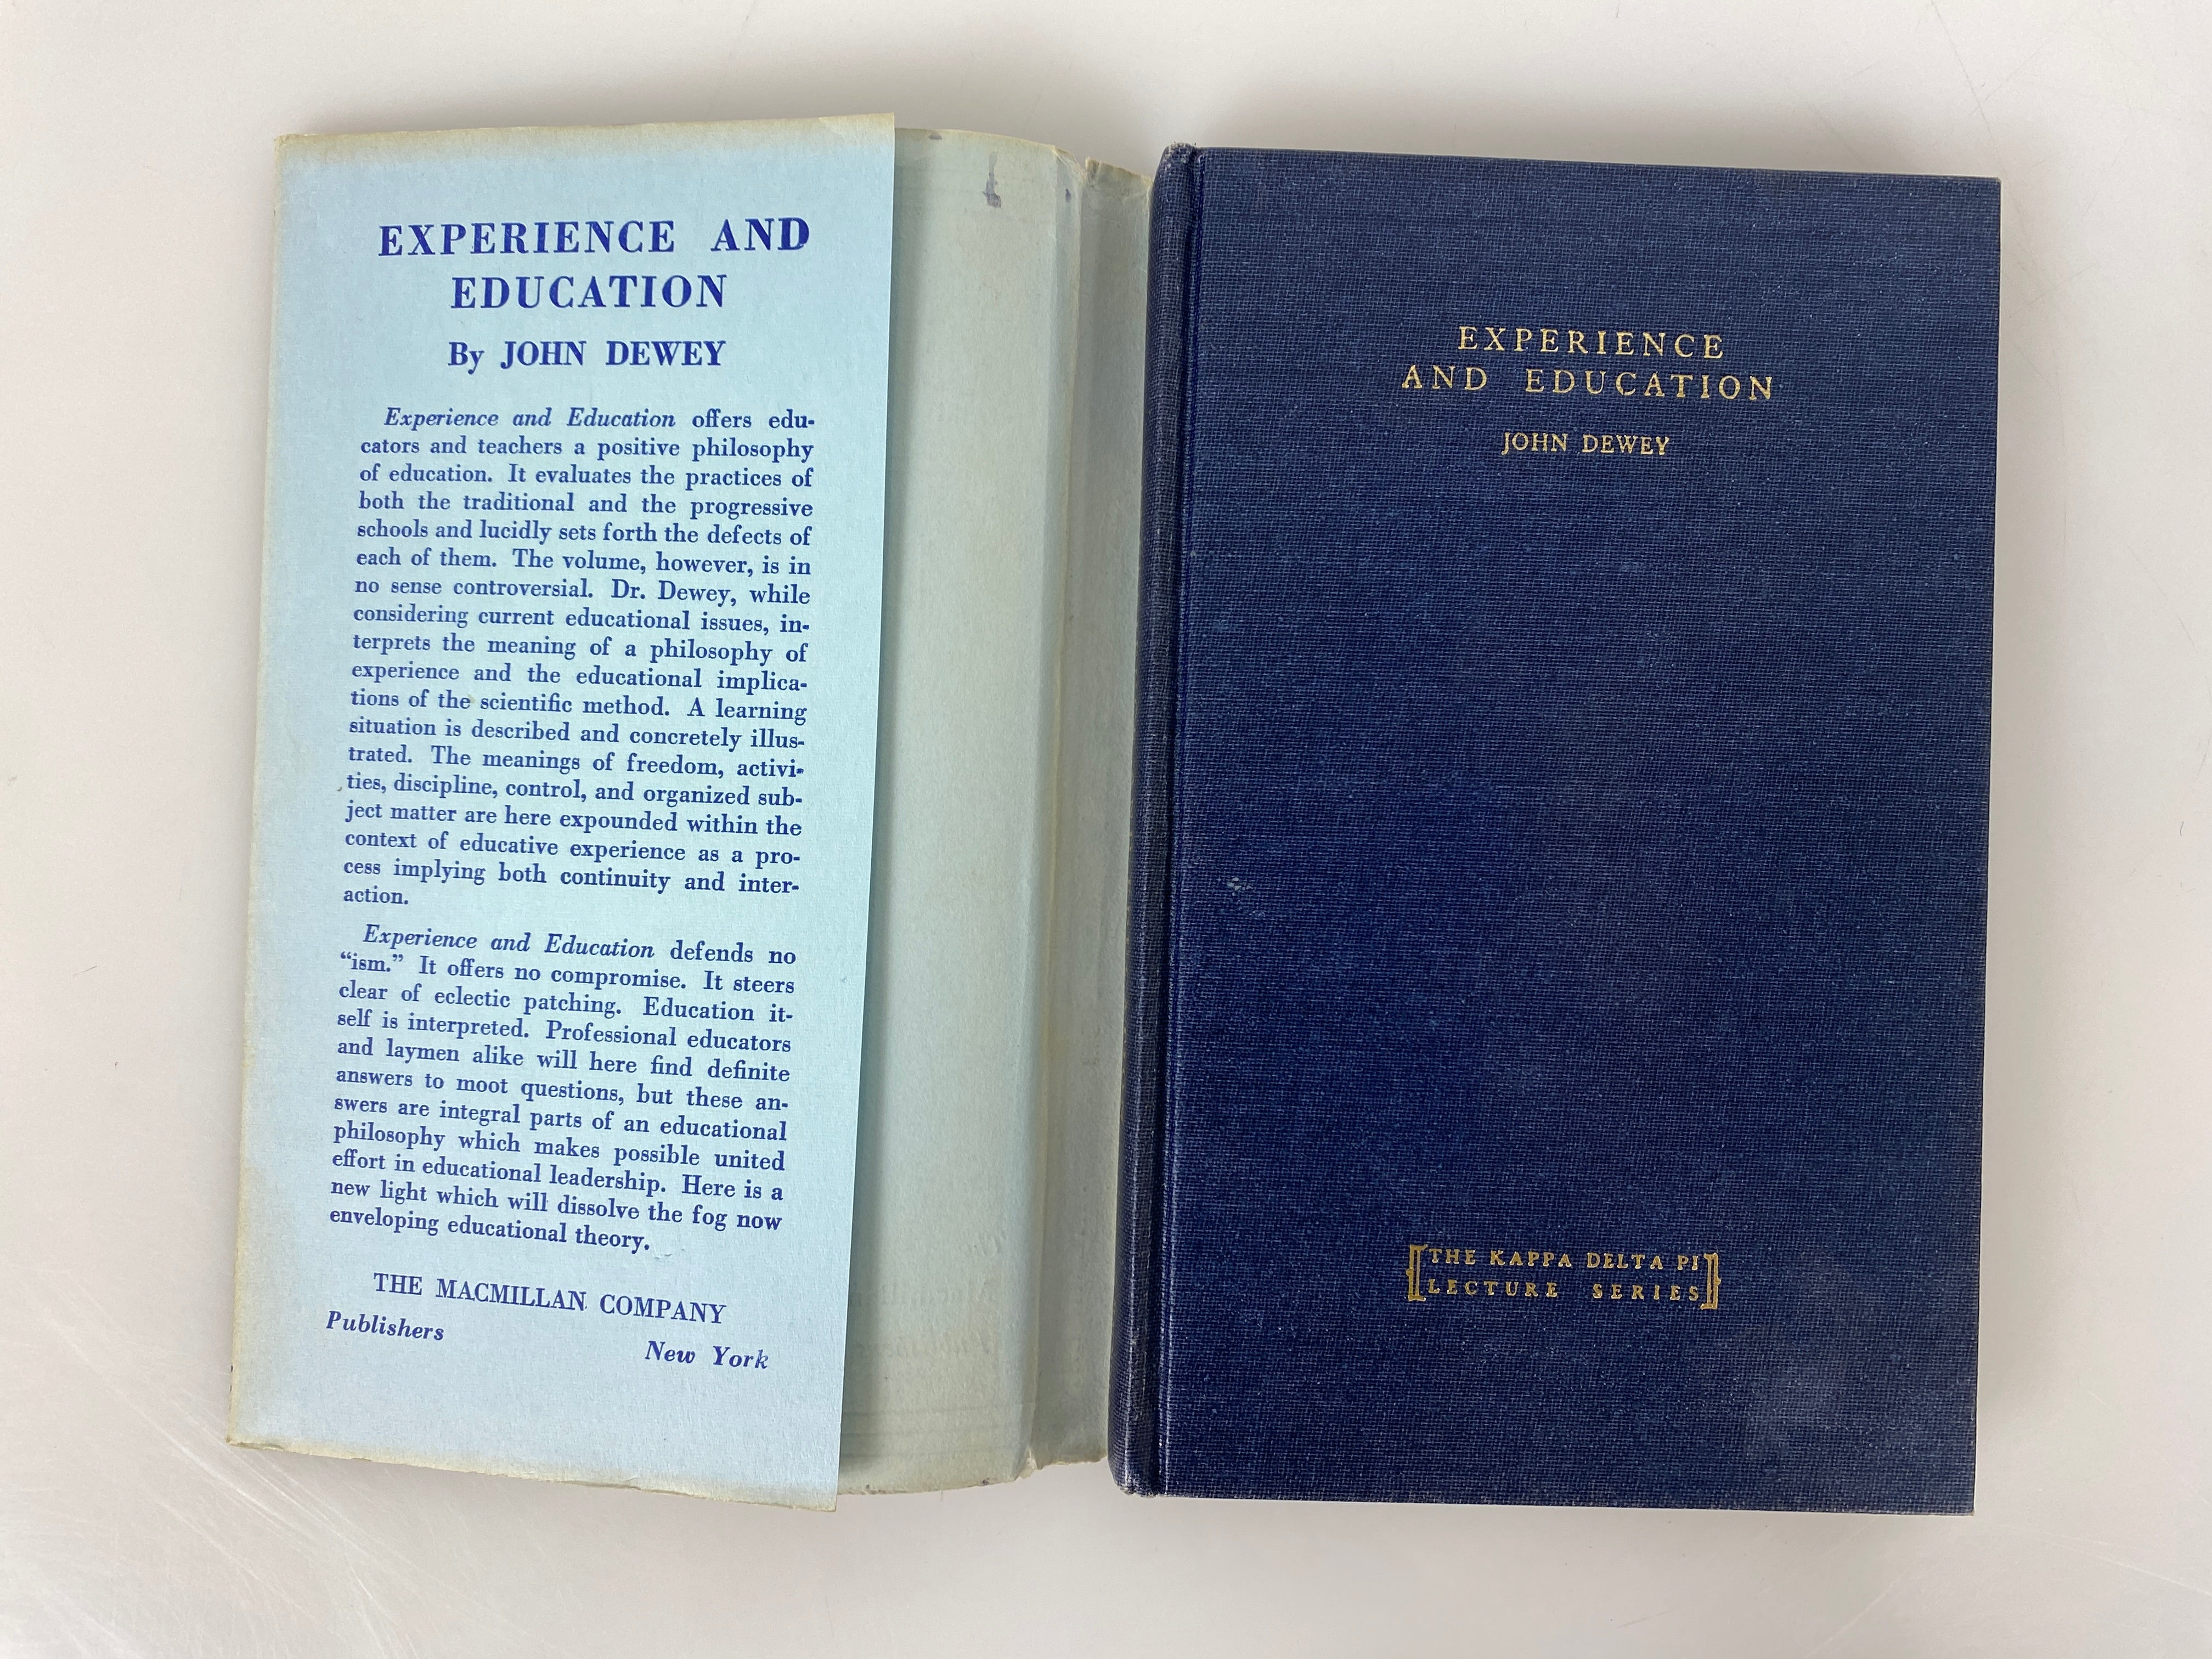 EXPERIENCE AND
EDUCATION
By JOHN DEWEY
Experience and Education offers edu-
cators and teachers a positive philosophy
of education. It evaluates the practices of
both the traditional and the progressive
schools and lucidly sets forth the defects of
each of them. The volume, however, is in
no sense controversial. Dr. Dewey, while
considering current educational issues, in-
terprets the meaning of a philosophy of
experience and the educational implica-
tions of the scientific method. A learning
situation is described and concretely illus-
trated. The meanings of freedom, activi-
ties, discipline, control, and organized sub-
ject matter are here expounded within the
context of educative experience as a pro-
cess implying both continuity and inter-
action.
Experience and Education defends no
“ism.” It offers no compromise. It steers
clear of eclectic patching. Education it-
self is interpreted. Professional educators
and laymen alike will here find definite
answers to moot questions, but these an-
swers are integral parts of an educational
philosophy which makes possible united
effort in educational leadership. Here is a
new light which will dissolve the fog now
enveloping educational theory.
THE MACMILLAN COMPANY
Publishers
New York
EXPERIENCE
AND EDUCATION
JOHN DEWEY
THE KAPPA DELTA PI
LECTURE SERIES